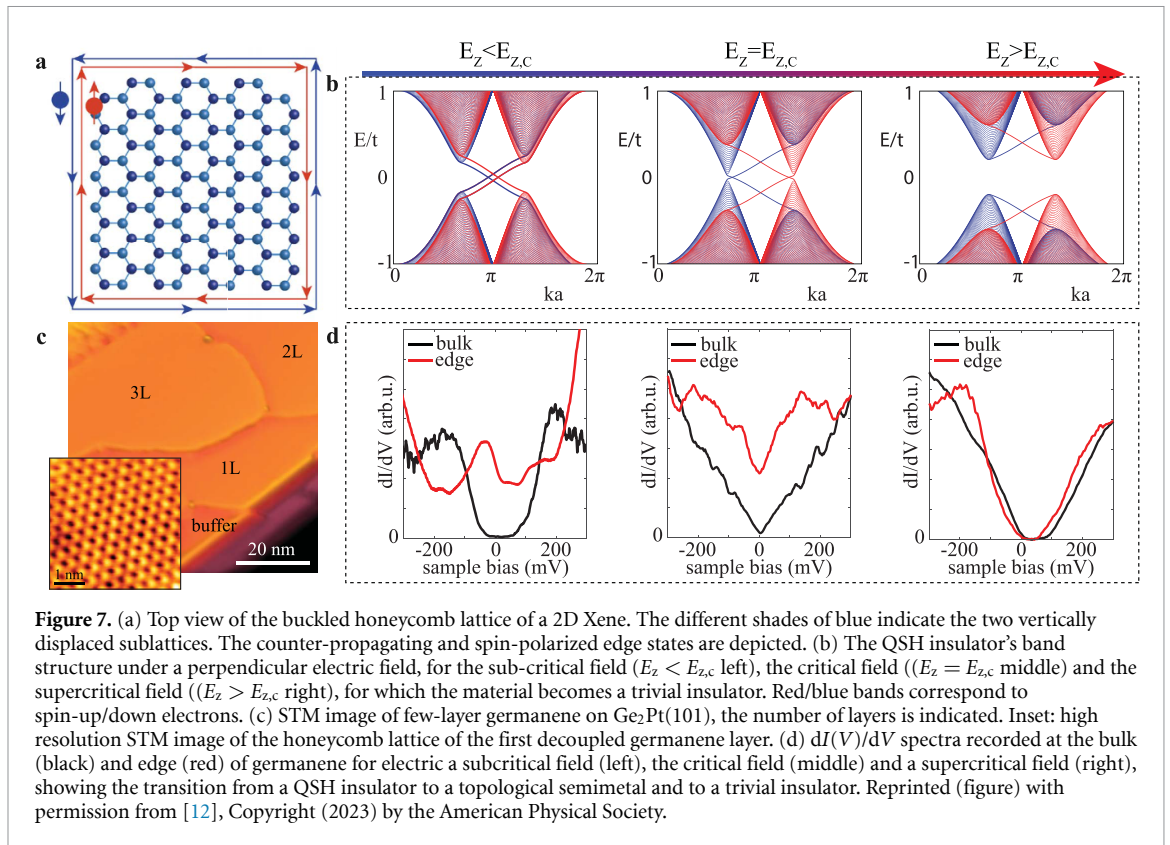 a
E_z<E_z,C
E_z=E_z,C
E_z>E_z,C
b
1
E/t
0
-1
0
π
2π
ka
1
E/t
0
-1
0
π
2π
ka
1
E/t
0
-1
0
π
2π
ka
c
2L
3L
1L
buffer
20 nm
1 nm
d
bulk
edge
dI/dV (arb.u.)
0
-200
0
200
sample bias (mV)
bulk
edge
dI/dV (arb.u.)
0
-200
0
200
sample bias (mV)
bulk
edge
dI/dV (arb.u.)
0
-200
0
200
sample bias (mV)
Figure 7. (a) Top view of the buckled honeycomb lattice of a 2D Xene. The different shades of blue indicate the two vertically
displaced sublattices. The counter-propagating and spin-polarized edge states are depicted. (b) The QSH insulator's band
structure under a perpendicular electric field, for the sub-critical field (E_z < E_z,c left), the critical field ((E_z = E_z,c middle) and the
supercritical field ((E_z > E_z,c right), for which the material becomes a trivial insulator. Red/blue bands correspond to
spin-up/down electrons. (c) STM image of few-layer germanene on Ge₂Pt(101), the number of layers is indicated. Inset: high
resolution STM image of the honeycomb lattice of the first decoupled germanene layer. (d) dI(V)/dV spectra recorded at the bulk
(black) and edge (red) of germanene for electric a subcritical field (left), the critical field (middle) and a supercritical field (right),
showing the transition from a QSH insulator to a topological semimetal and to a trivial insulator. Reprinted (figure) with
permission from [12], Copyright (2023) by the American Physical Society.